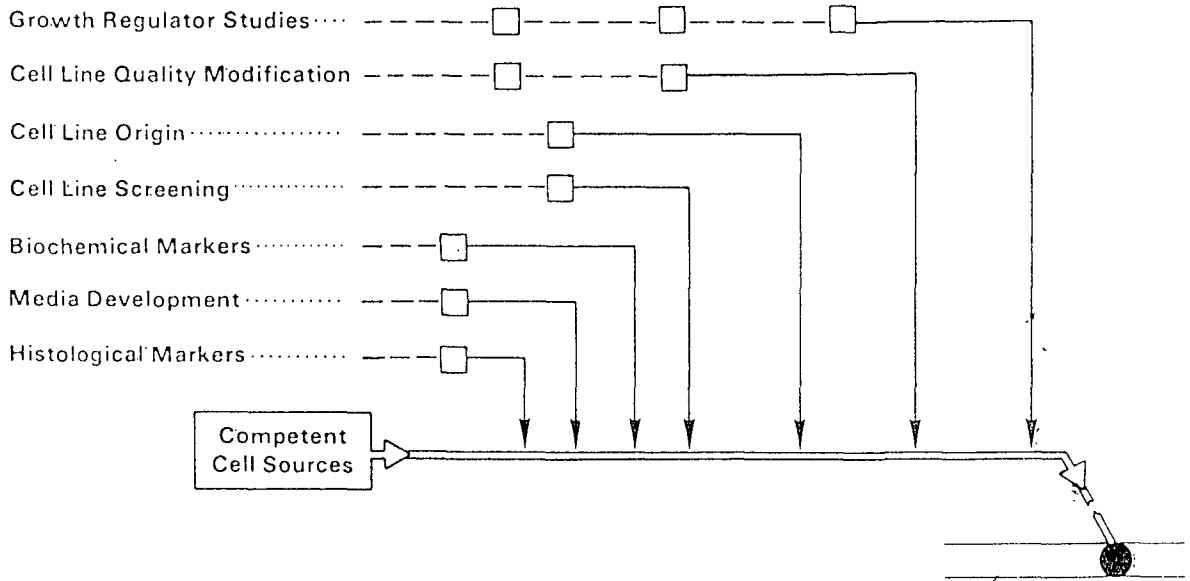 Growth Regulator Studies
Cell Line Quality Modification
Cell Line Origin
Cell Line Screening
Biochemical Markers
Media Development
Histological Markers
Competent
Cell Sources